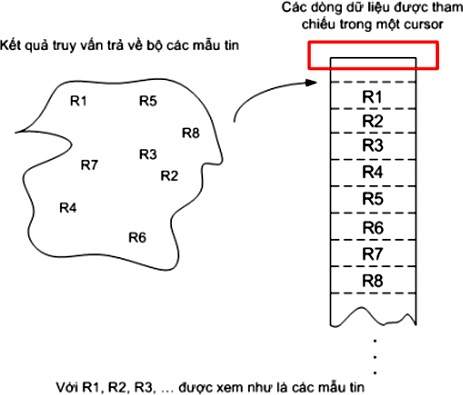 Các dòng dữ liệu được tham
chiếu trong một cursor
Kết quả truy vấn trả về bộ các mẫu tin
R1
R5
R8
R3
R7
R2
R4
R6
R1
R2
R3
R4
R5
R6
R7
R8
Với R1, R2, R3, ... được xem như là các mẫu tin